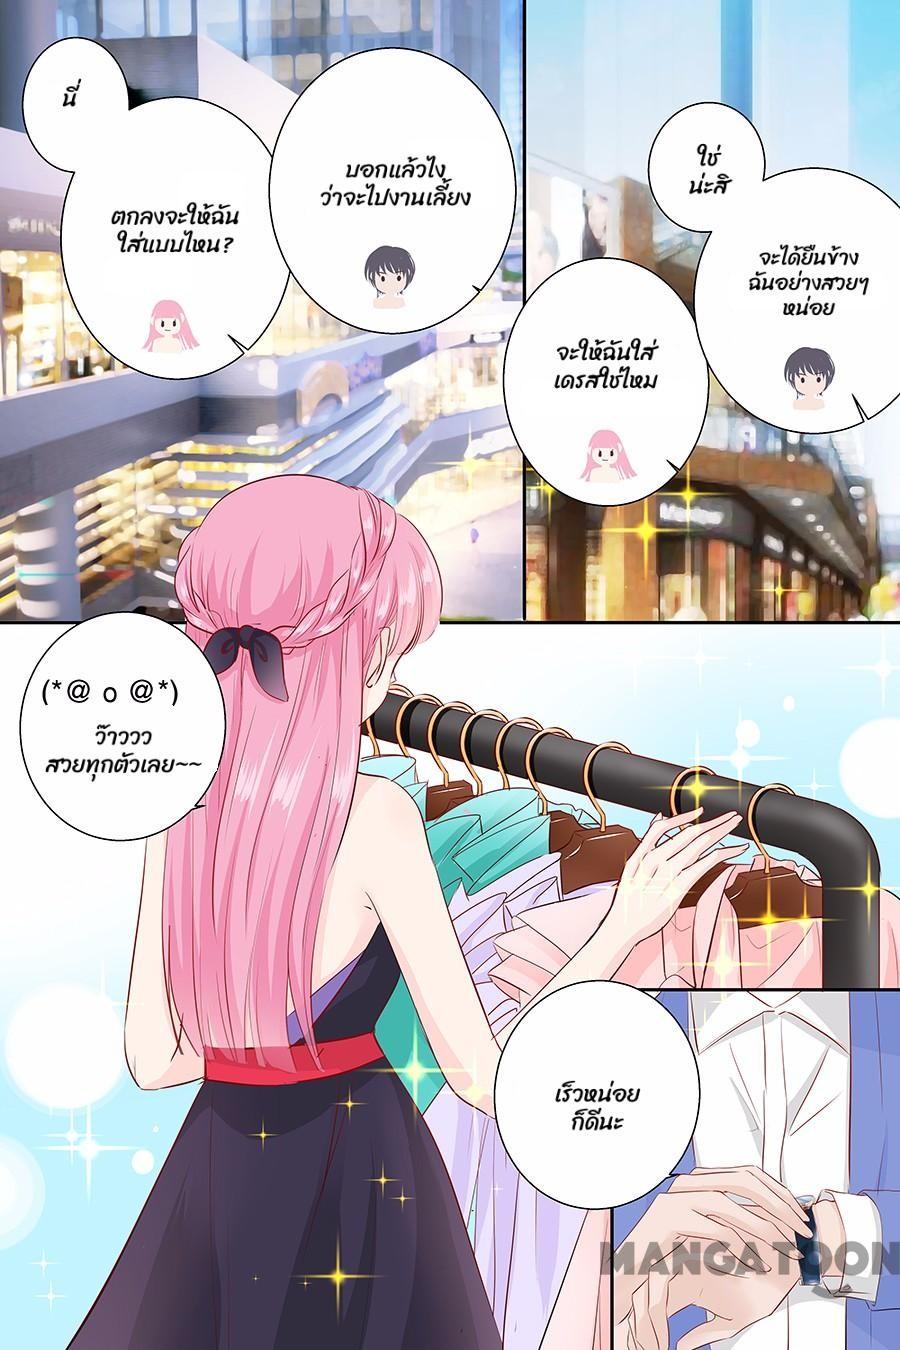 นี่
ตกลงจะให้ฉัน
ใส่แบบไหน?
บอกแล้วไง
ว่าจะไปงานเลี้ยง
ใช่
น่ะสิ
จะได้ยืนข้าง
ฉันอย่างสวยๆ
หน่อย
จะให้ฉันใส่
เดรสใช่ไหม
(*@ o @*)
ว๊าววว
สวยทุกตัวเลย~~
เร็วหน่อย
ก็ดีนะ
MANGATOON